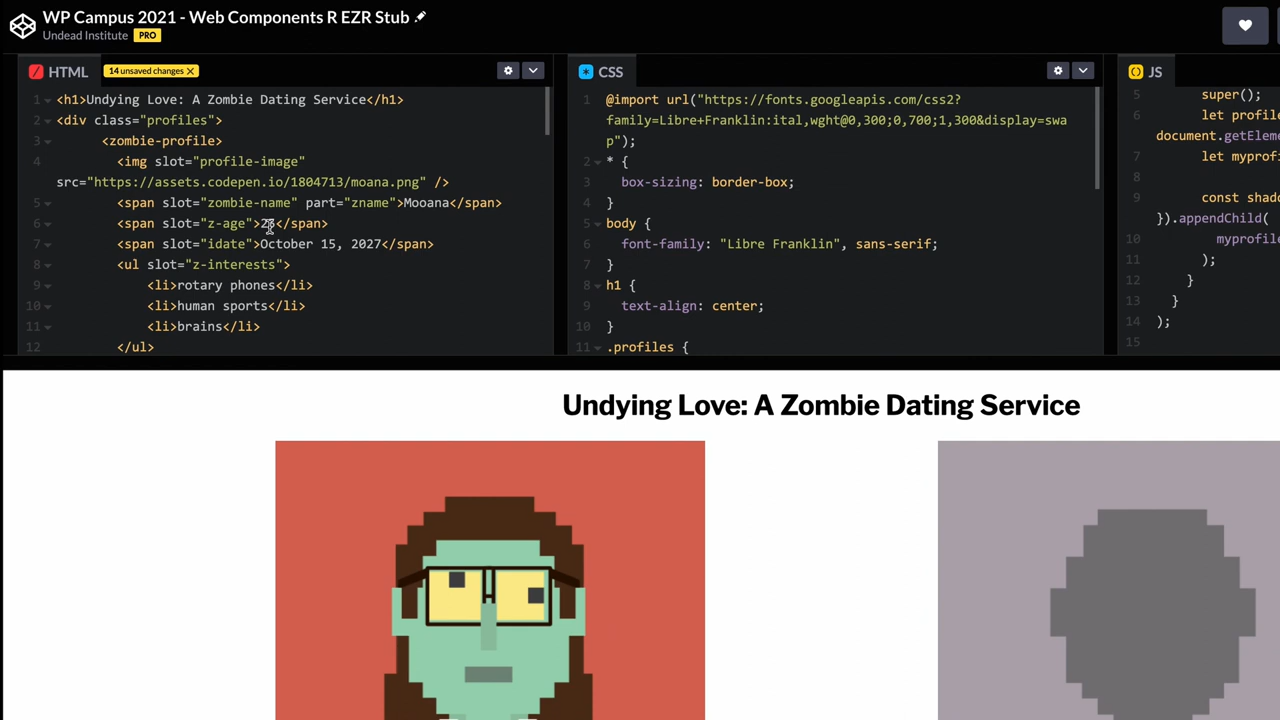 WP Campus 2021 - Web Components R EZR Stub
Undead Institute PRO
HTML
14 unsaved changes X
1 <h1>Undying Love: A Zombie Dating Service</h1>
2 <div class="profiles">
3 <zombie-profile>
4 <img slot="profile-image"
src="https://assets.codepen.io/1804713/moana.png" />
5 <span slot="zombie-name" part="zname">Mooana</span>
6 <span slot="z-age">23</span>
7 <span slot="idate">October 15, 2027</span>
8 <ul slot="z-interests">
9 <li>rotary phones</li>
10 <li>human sports</li>
11 <li>brains</li>
12 </ul>
CSS
1 @import url("https://fonts.googleapis.com/css2?
family=Libre+Franklin:ital,wght@0,300;0,700;1,300&display=swa
p");
2 * {
3 box-sizing: border-box;
4 }
5 body {
6 font-family: "Libre Franklin", sans-serif;
7 }
8 h1 {
9 text-align: center;
10 }
11 .profiles {
JS
5 super();
6 let profile
document.getElem
7 let myprofi
8
9 const shado
}).appendChild(
10 myprofile
11 );
12 }
13 }
14 );
15
Undying Love: A Zombie Dating Service